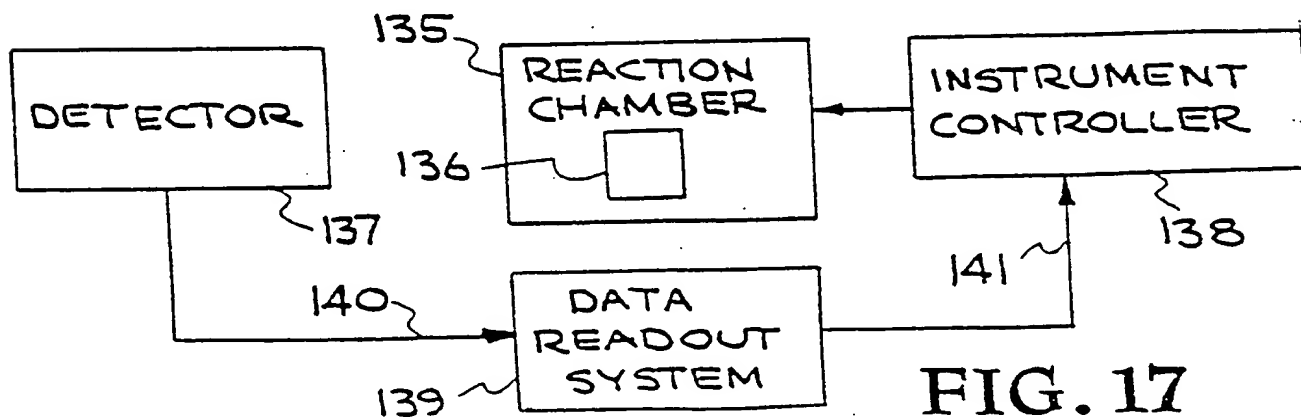 DETECTOR
137
135
REACTION
CHAMBER
136
INSTRUMENT
CONTROLLER
138
140
DATA
READOUT
SYSTEM
139
141
FIG. 17